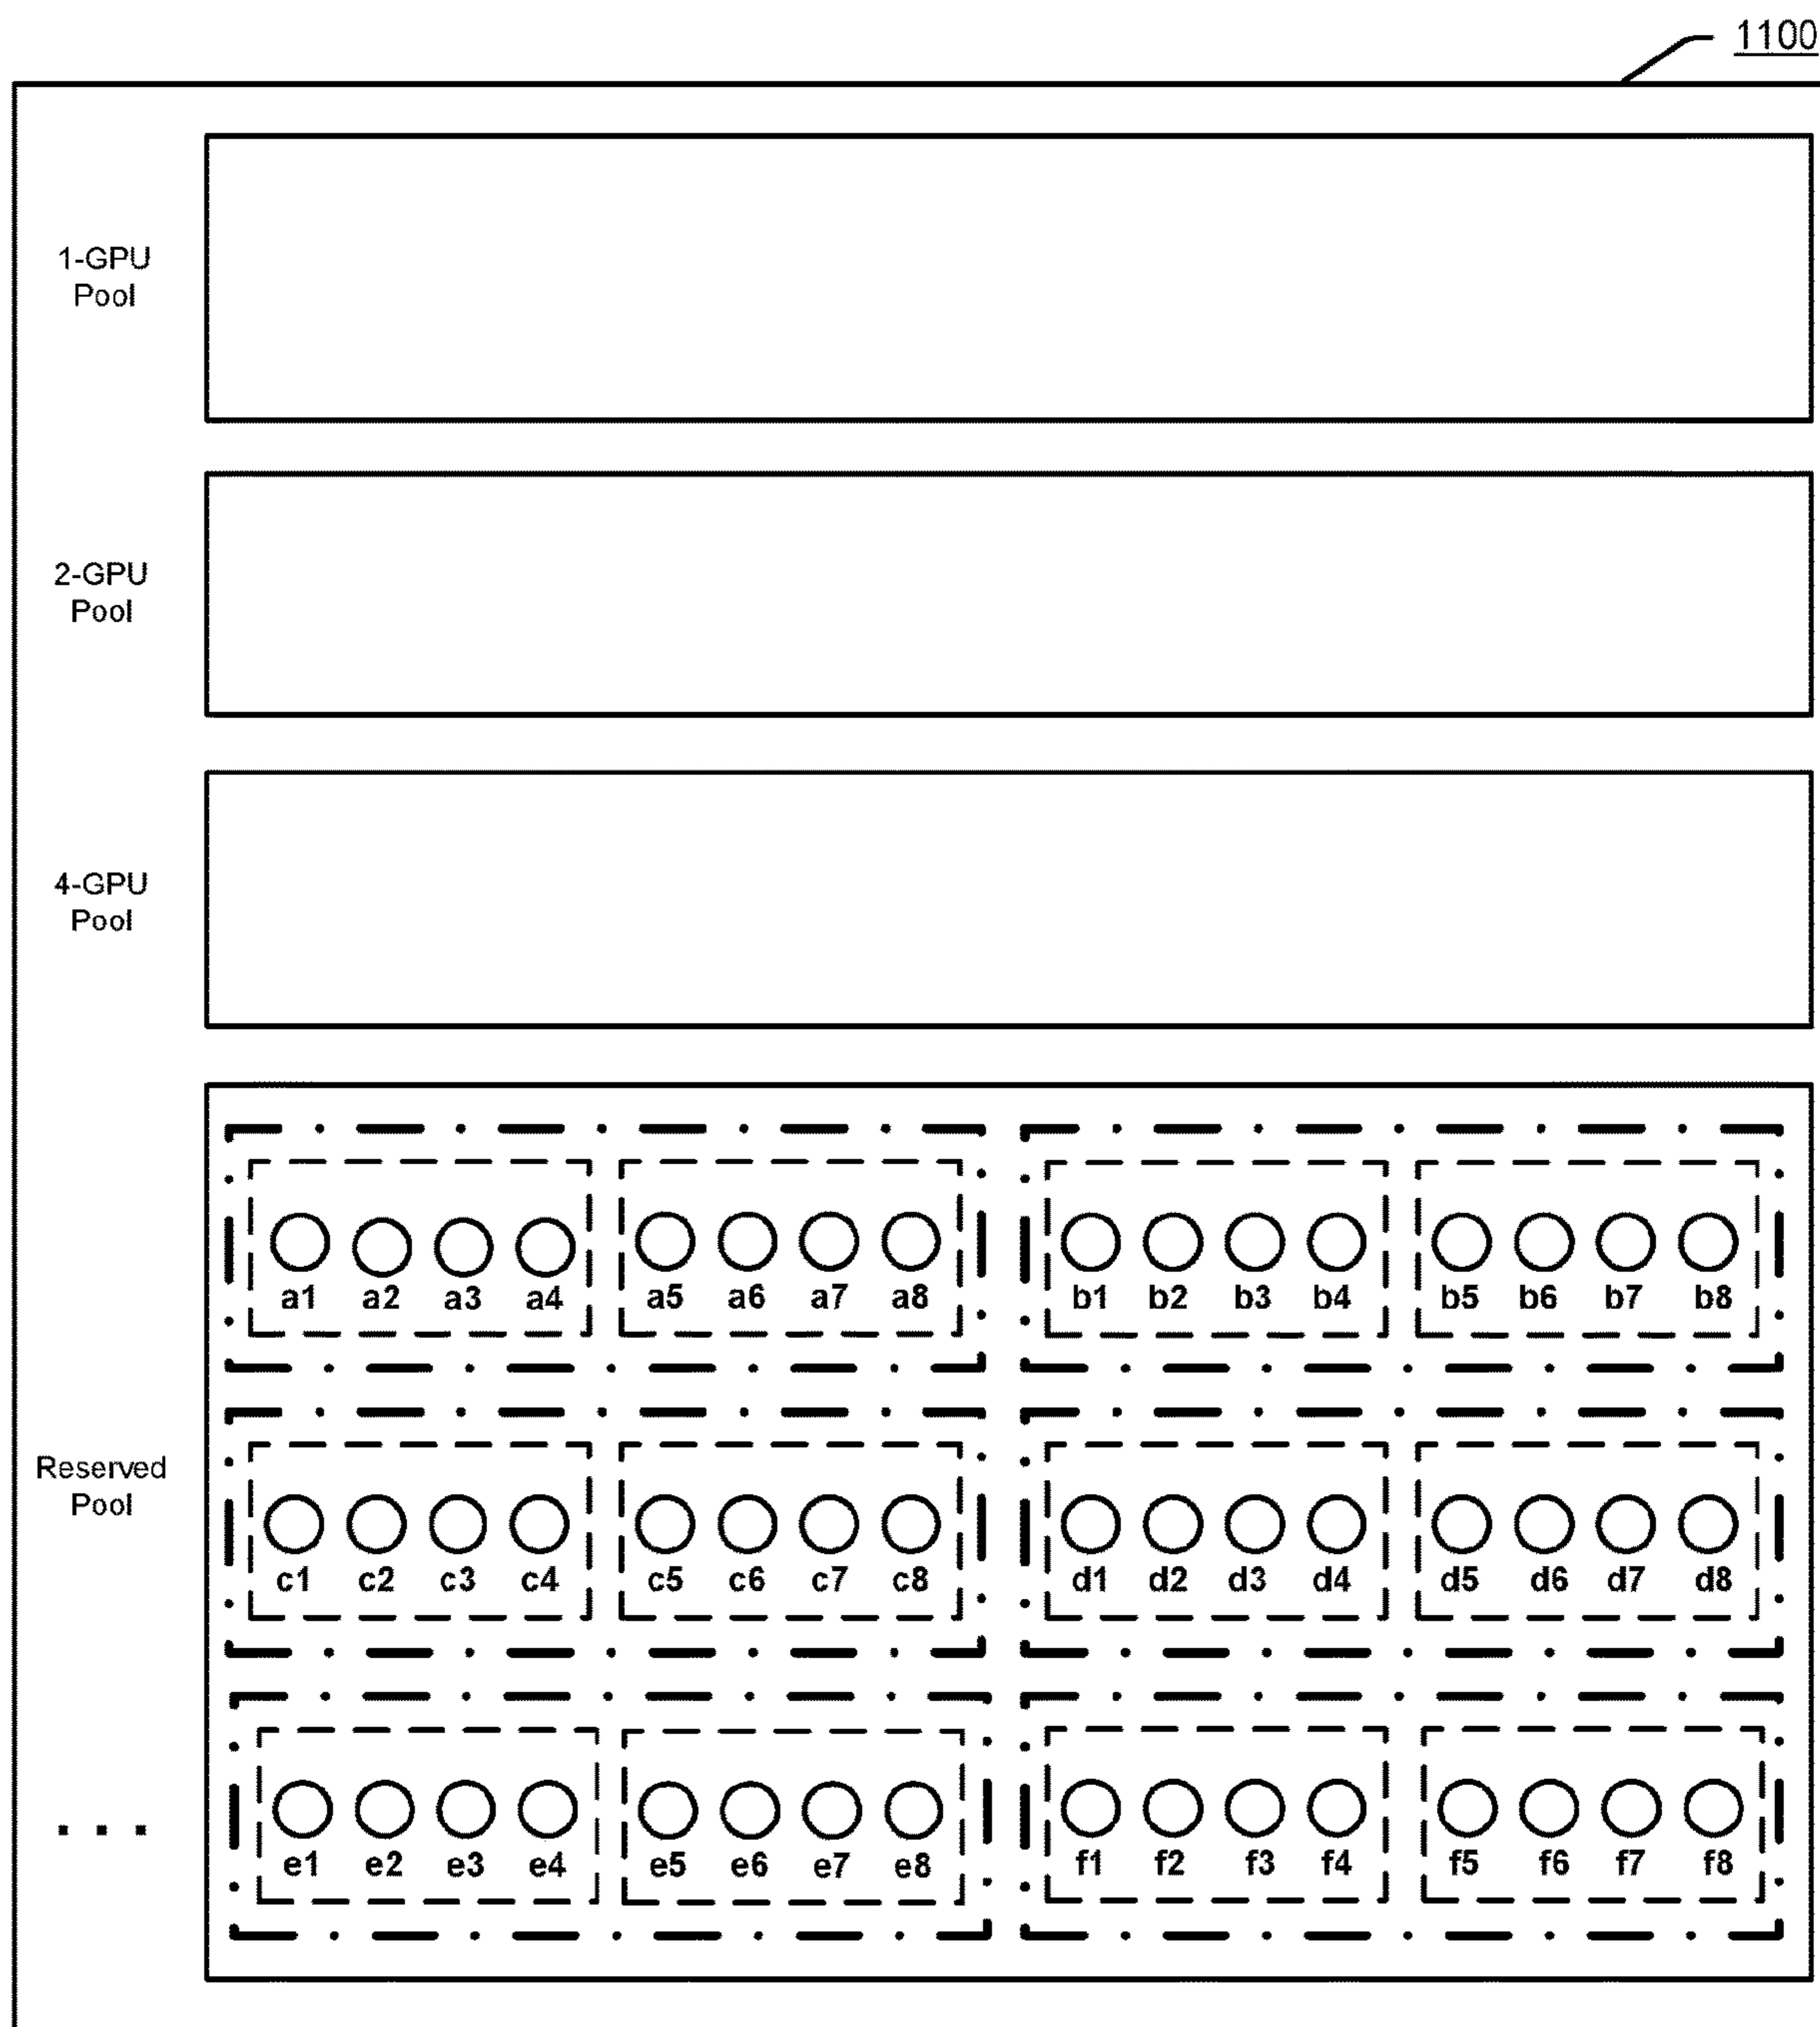 1100
1-GPU
Pool
2-GPU
Pool
4-GPU
Pool
a1 a2 a3 a4 a5 a6 a7 a8 b1 b2 b3 b4 b5 b6 b7 b8
Reserved
Pool
c1 c2 c3 c4 c5 c6 c7 c8 d1 d2 d3 d4 d5 d6 d7 d8
. . .
e1 e2 e3 e4 e5 e6 e7 e8 f1 f2 f3 f4 f5 f6 f7 f8